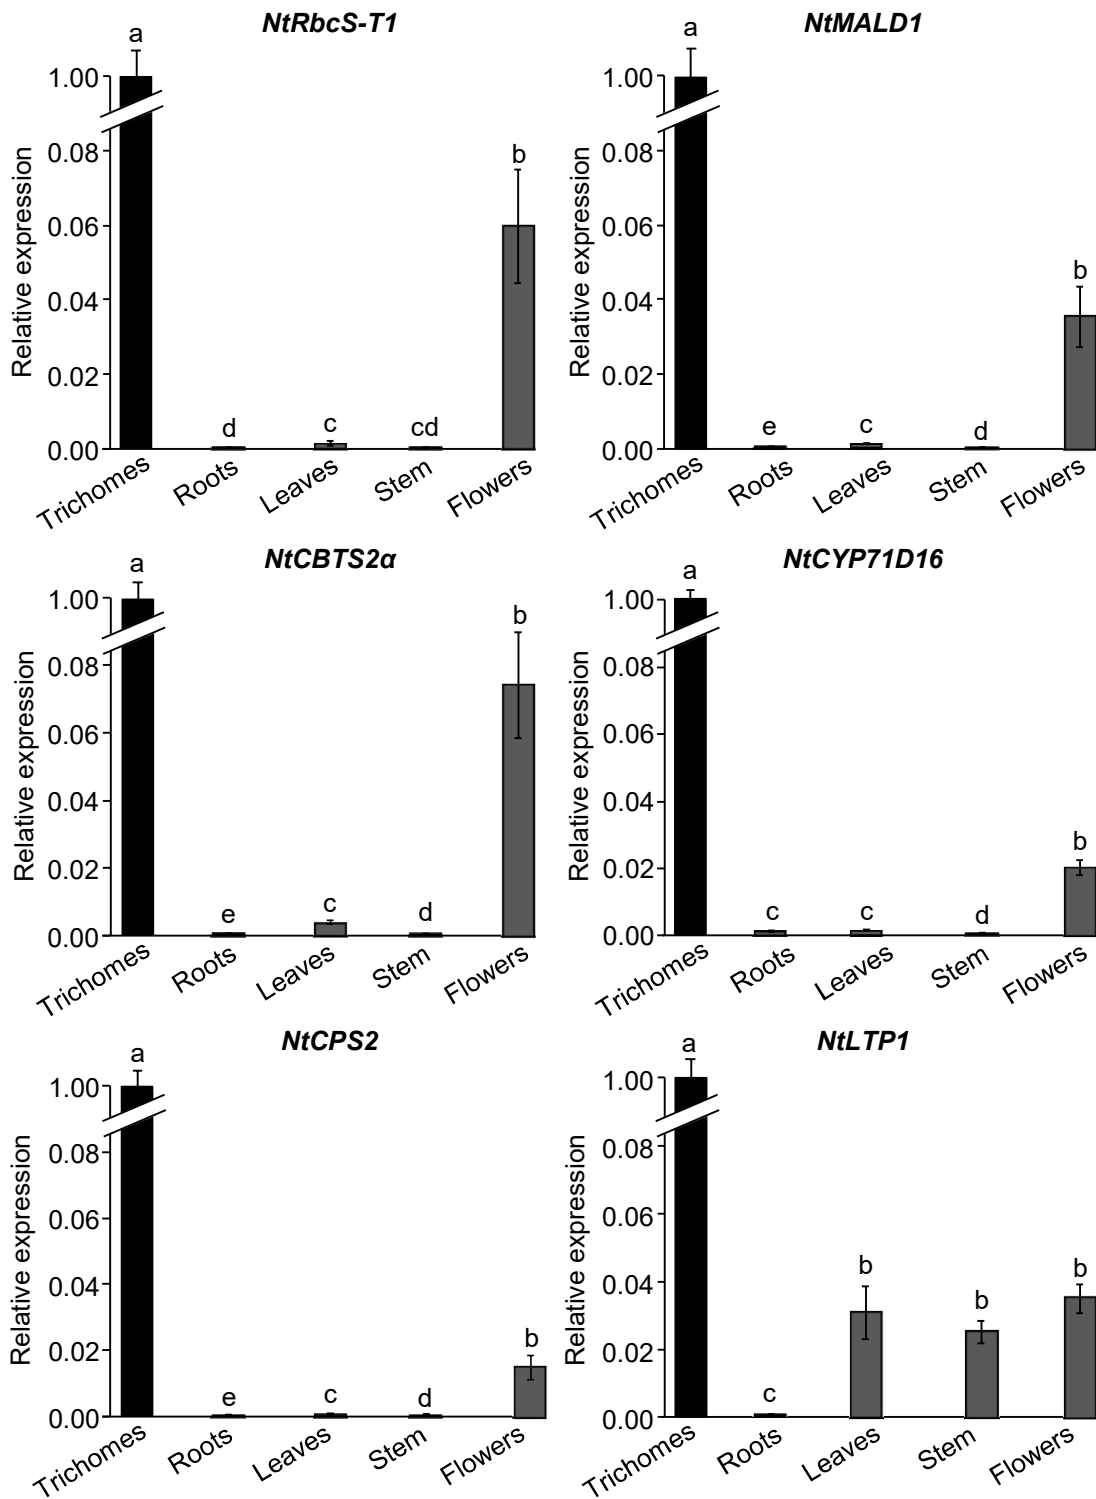 NtRbcS-T1
a
1.00
0.08
0.06
0.04
0.02
0.00
Relative expression
d
c
cd
b
Trichomes
Roots
Leaves
Stem
Flowers
NtMALD1
a
1.00
0.08
0.06
0.04
0.02
0.00
Relative expression
e
c
d
b
Trichomes
Roots
Leaves
Stem
Flowers
NtCBTS2α
a
1.00
0.08
0.06
0.04
0.02
0.00
Relative expression
e
c
d
b
Trichomes
Roots
Leaves
Stem
Flowers
NtCYP71D16
a
1.00
0.08
0.06
0.04
0.02
0.00
Relative expression
c
c
d
b
Trichomes
Roots
Leaves
Stem
Flowers
NtCPS2
a
1.00
0.08
0.06
0.04
0.02
0.00
Relative expression
e
c
d
b
Trichomes
Roots
Leaves
Stem
Flowers
NtLTP1
a
1.00
0.08
0.06
0.04
0.02
0.00
Relative expression
c
b
b
b
Trichomes
Roots
Leaves
Stem
Flowers